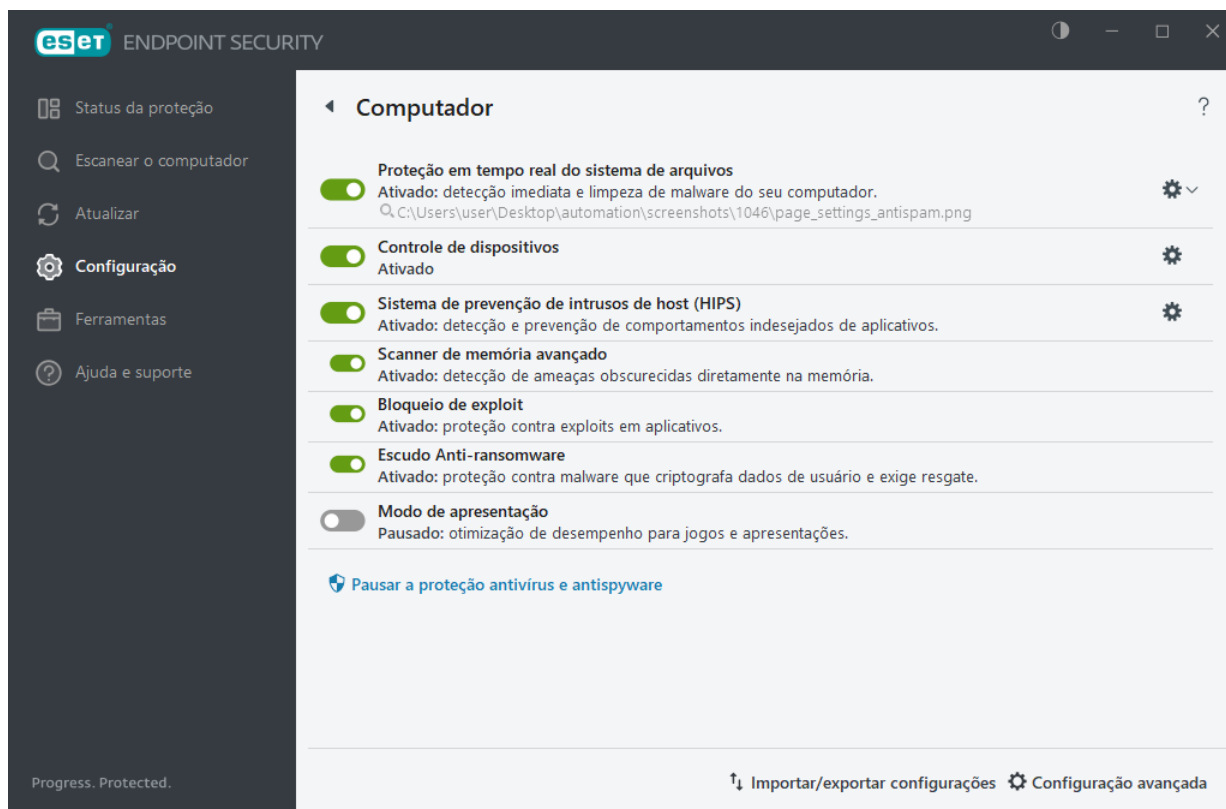 eset ENDPOINT SECURITY
Status da proteção
Escanear o computador
Atualizar
Configuração
Ferramentas
Ajuda e suporte
Progress. Protected.
Computador
?
Proteção em tempo real do sistema de arquivos
Ativado: detecção imediata e limpeza de malware do seu computador.
C:\Users\user\Desktop\automation\screenshots\1046\page_settings_antispam.png
Controle de dispositivos
Ativado
Sistema de prevenção de intrusos de host (HIPS)
Ativado: detecção e prevenção de comportamentos indesejados de aplicativos.
Scanner de memória avançado
Ativado: detecção de ameaças obscurecidas diretamente na memória.
Bloqueio de exploit
Ativado: proteção contra exploits em aplicativos.
Escudo Anti-ransomware
Ativado: proteção contra malware que criptografa dados de usuário e exige resgate.
Modo de apresentação
Pausado: otimização de desempenho para jogos e apresentações.
Pausar a proteção antivírus e antispyware
Importar/exportar configurações Configuração avançada